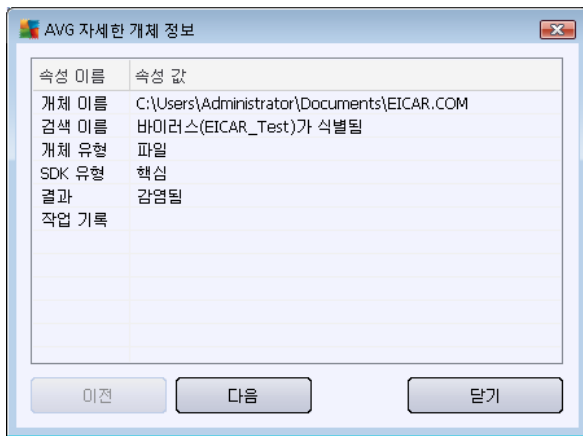 AVG 자세한 개체 정보
속성 이름 속성 값
개체 이름 C:\Users\Administrator\Documents\EICAR.COM
검색 이름 바이러스(EICAR_Test)가 식별됨
개체 유형 파일
SDK 유형 핵심
결과 감염됨
작업 기록
이전 다음 닫기